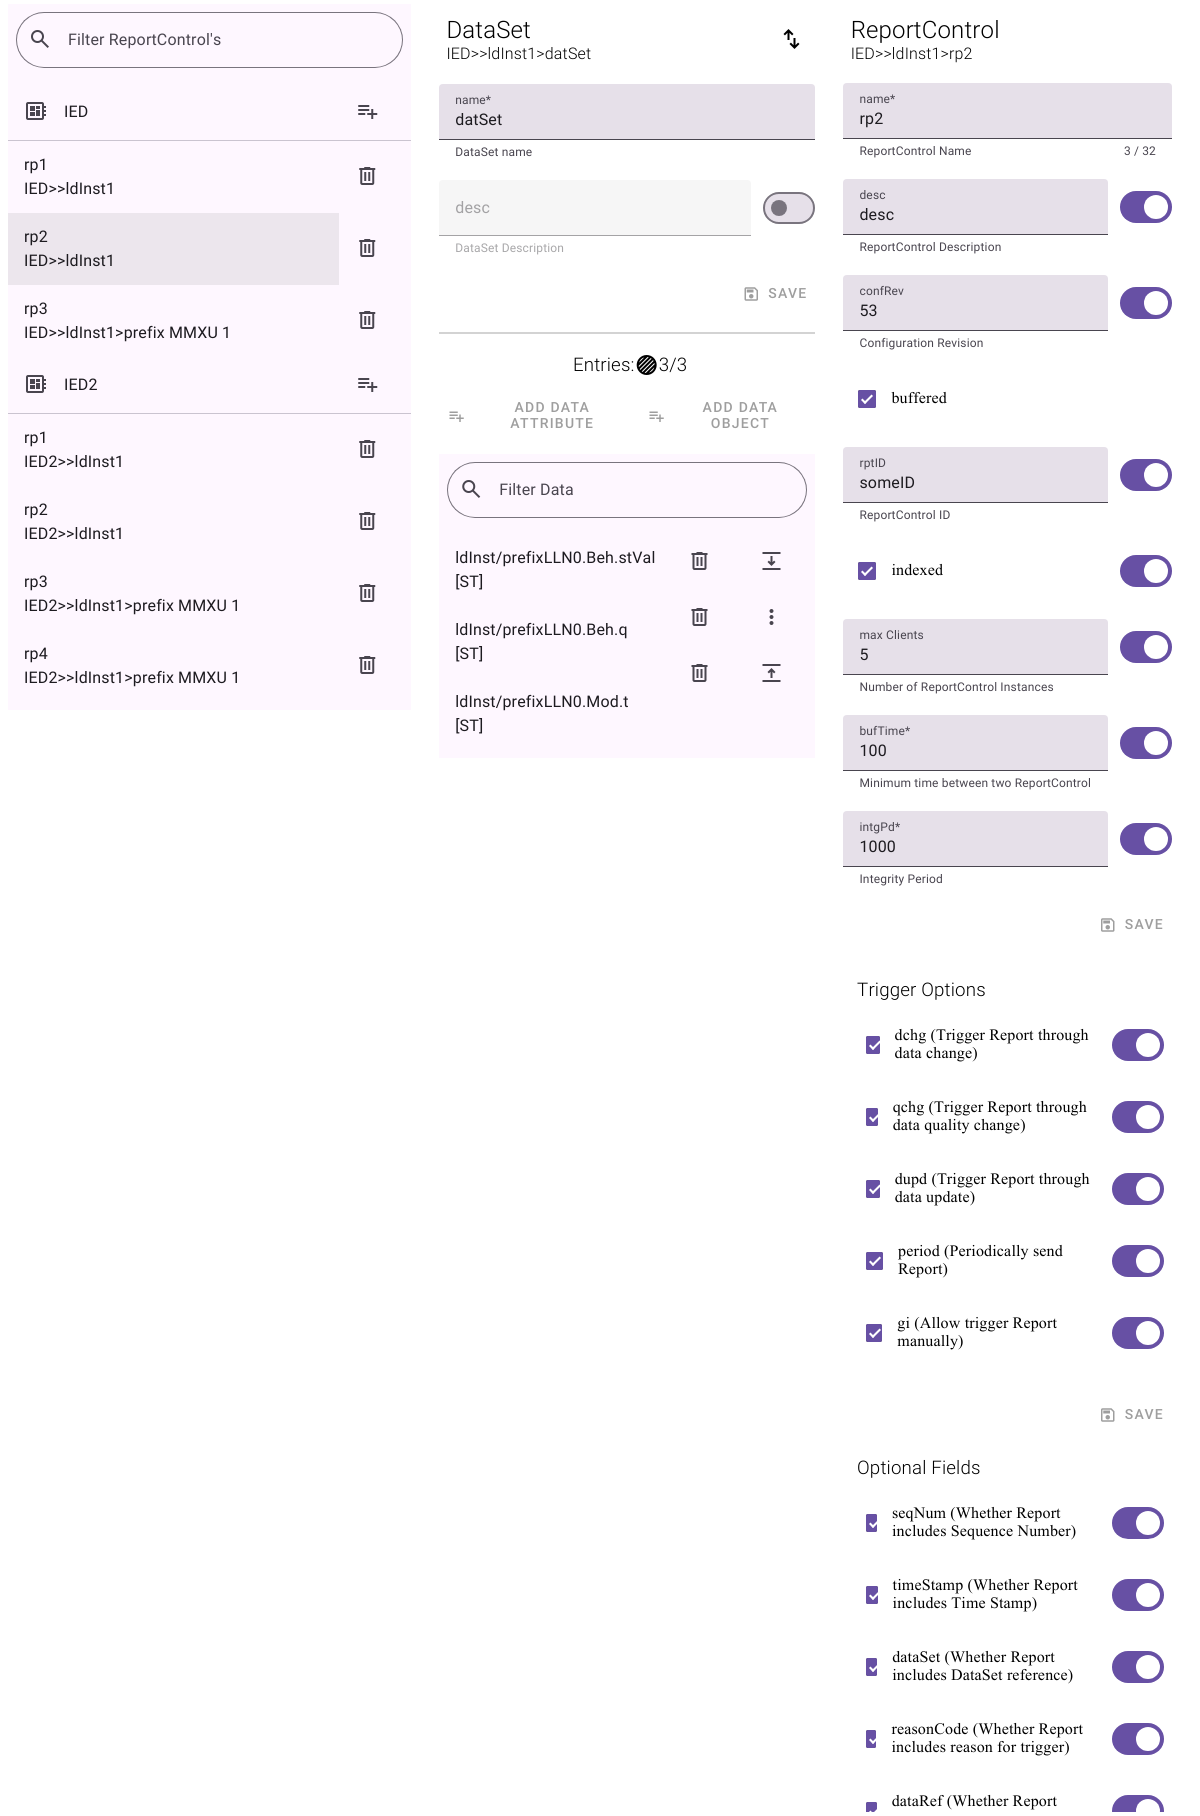 Filter ReportControl's
IED
rp1
IED>>ldInst1
rp2
IED>>ldInst1
rp3
IED>>ldInst1>prefix MMXU 1
IED2
rp1
IED2>>ldInst1
rp2
IED2>>ldInst1
rp3
IED2>>ldInst1>prefix MMXU 1
rp4
IED2>>ldInst1>prefix MMXU 1
DataSet
IED>>ldInst1>datSet
name*
datSet
DataSet name
desc
DataSet Description
SAVE
Entries: 3/3
ADD DATA
ATTRIBUTE
ADD DATA
OBJECT
Filter Data
ldInst/prefixLLN0.Beh.stVal
[ST]
ldInst/prefixLLN0.Beh.q
[ST]
ldInst/prefixLLN0.Mod.t
[ST]
ReportControl
IED>>ldInst1>rp2
name*
rp2
ReportControl Name 3 / 32
desc
desc
ReportControl Description
confRev
53
Configuration Revision
buffered
rptID
someID
ReportControl ID
indexed
max Clients
5
Number of ReportControl Instances
bufTime*
100
Minimum time between two ReportControl
intgPd*
1000
Integrity Period
SAVE
Trigger Options
dchg (Trigger Report through
data change)
qchg (Trigger Report through
data quality change)
dupd (Trigger Report through
data update)
period (Periodically send
Report)
gi (Allow trigger Report
manually)
SAVE
Optional Fields
seqNum (Whether Report
includes Sequence Number)
timeStamp (Whether Report
includes Time Stamp)
dataSet (Whether Report
includes DataSet reference)
reasonCode (Whether Report
includes reason for trigger)
dataRef (Whether Report